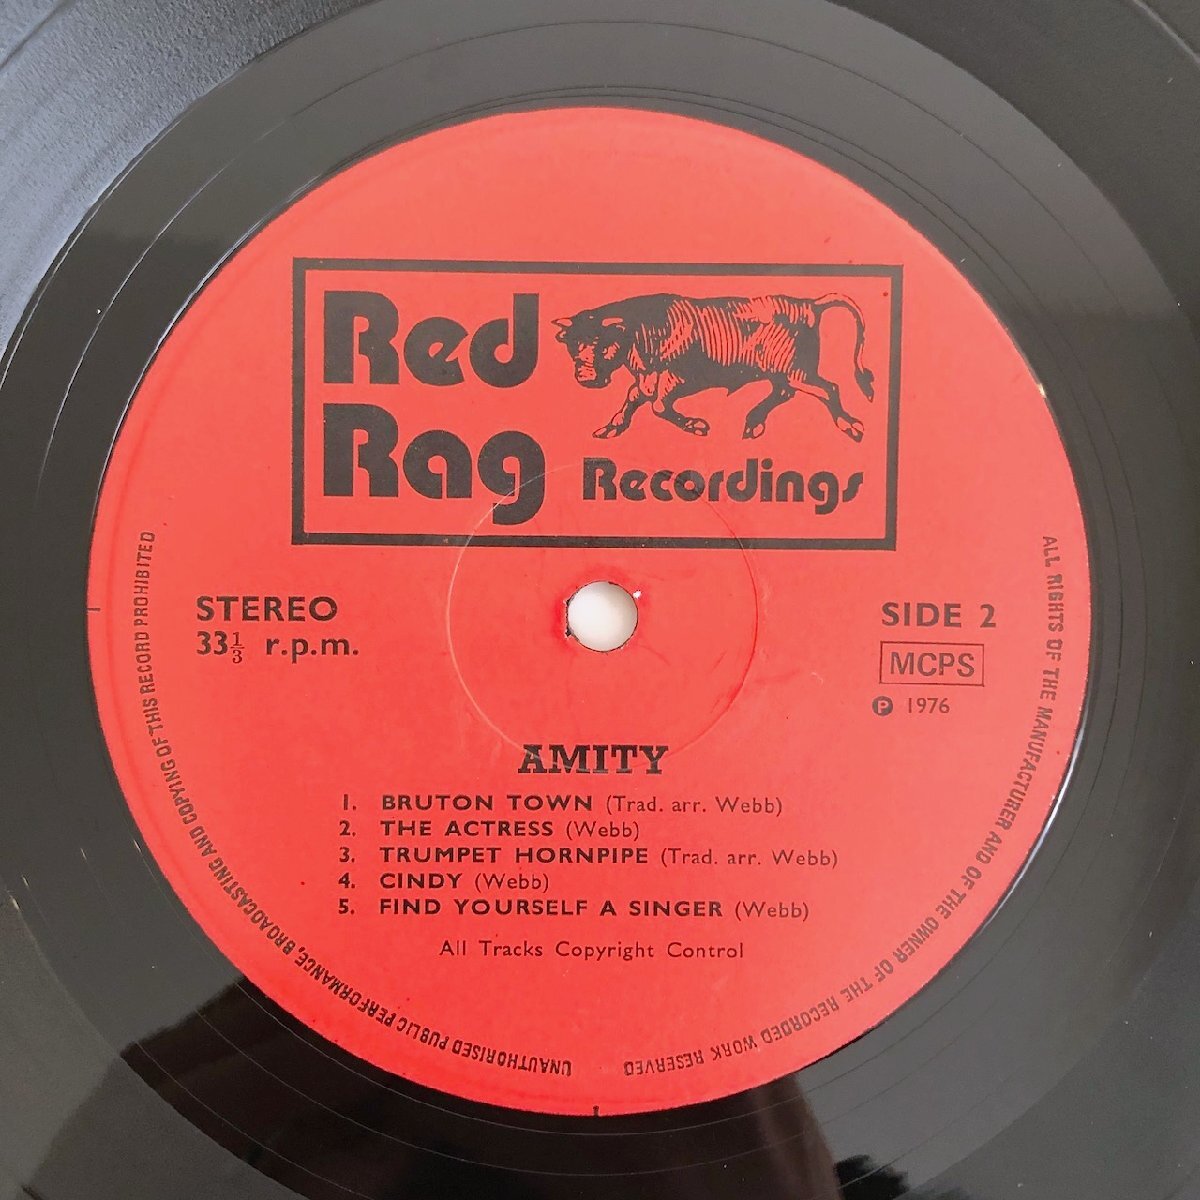 Red
Rag
Recordings
STEREO
33⅓ r.p.m.
SIDE 2
MCPS
Ⓟ 1976
AMITY
1. BRUTON TOWN (Trad. arr. Webb)
2. THE ACTRESS (Webb)
3. TRUMPET HORNPIPE (Trad. arr. Webb)
4. CINDY (Webb)
5. FIND YOURSELF A SINGER (Webb)
All Tracks Copyright Control
ALL RIGHTS OF THE MANUFACTURER AND OF THE OWNER OF THE RECORDED WORK RESERVED
UNAUTHORISED PUBLIC PERFORMANCE, BROADCASTING AND COPYING OF THIS RECORD PROHIBITED